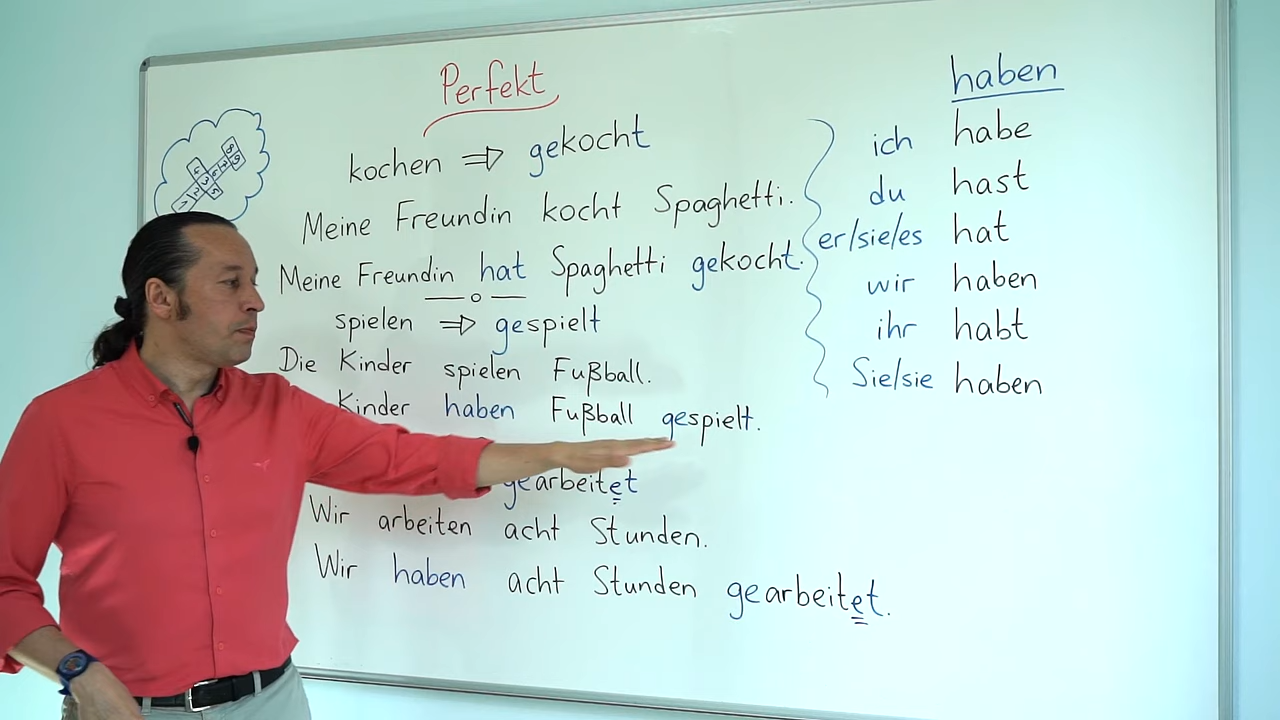 Perfekt
kochen ⇒ gekocht
Meine Freundin kocht Spaghetti.
Meine Freundin hat Spaghetti gekocht.
spielen ⇒ gespielt
Die Kinder spielen Fußball.
Kinder haben Fußball gespielt.
gearbeitet
Wir arbeiten acht Stunden.
Wir haben acht Stunden gearbeitet.
haben
ich habe
du hast
er/sie/es hat
wir haben
ihr habt
Sie/sie haben